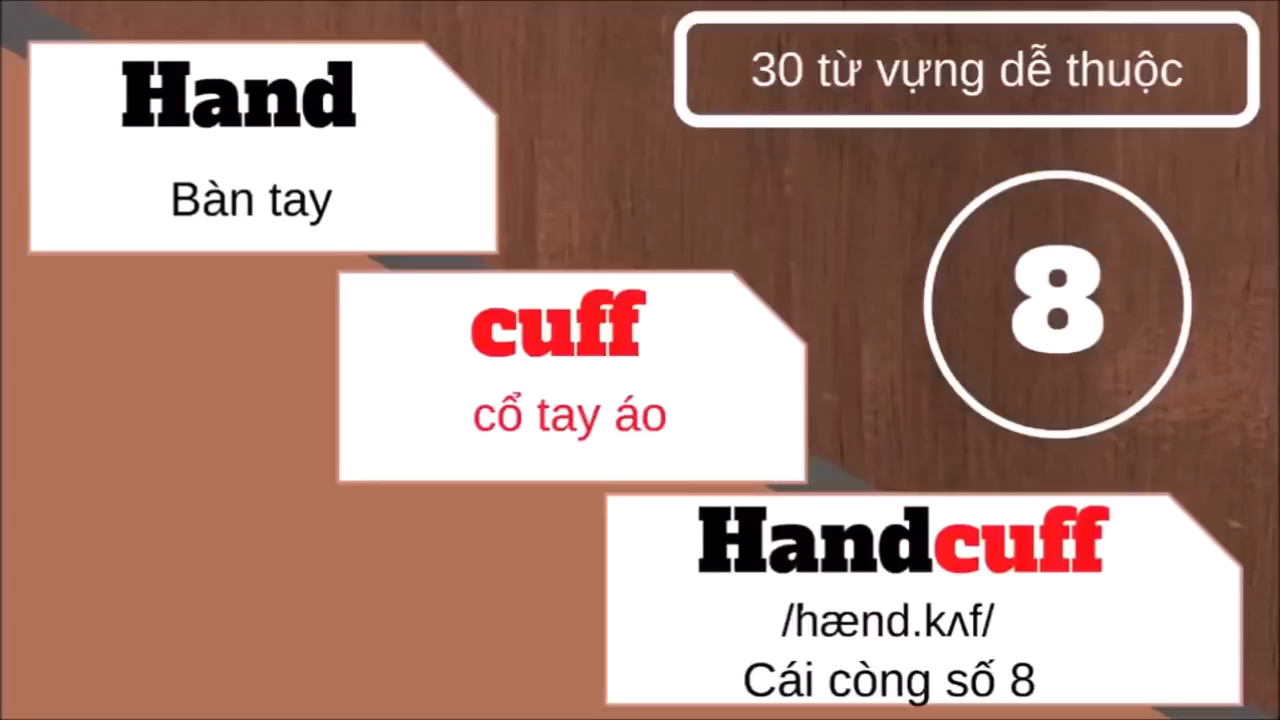 Hand
Bàn tay
30 từ vựng dễ thuộc
8
cuff
cổ tay áo
Handcuff
/hænd.kʌf/
Cái còng số 8